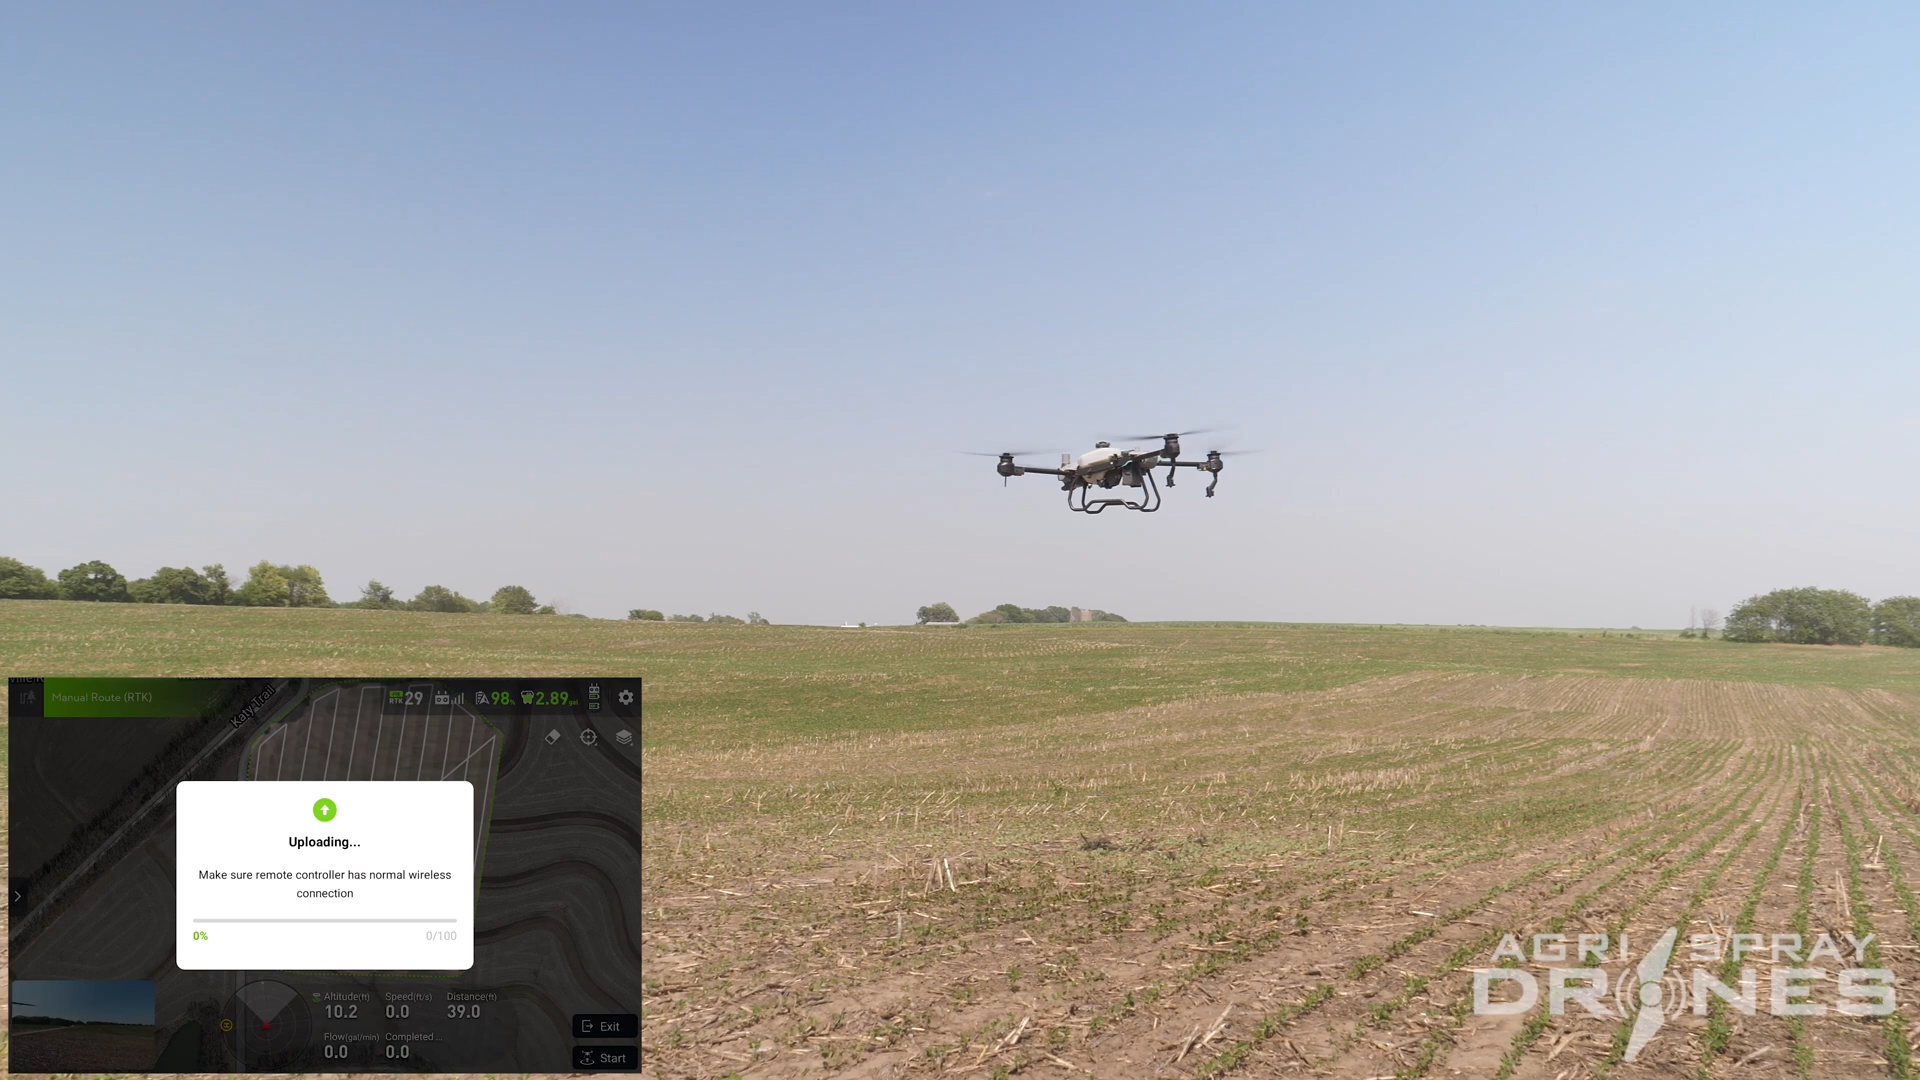 Manual Route (RTK)
Katy Trail
RTK 29
98%
2.89 gal
Uploading...
Make sure remote controller has normal wireless
connection
0%
0/100
Altitude(ft) Speed(ft/s) Distance(ft)
10.2 0.0 39.0
Flow(gal/min) Completed ...
0.0 0.0
Exit
Start
AGRI SPRAY
DRONES